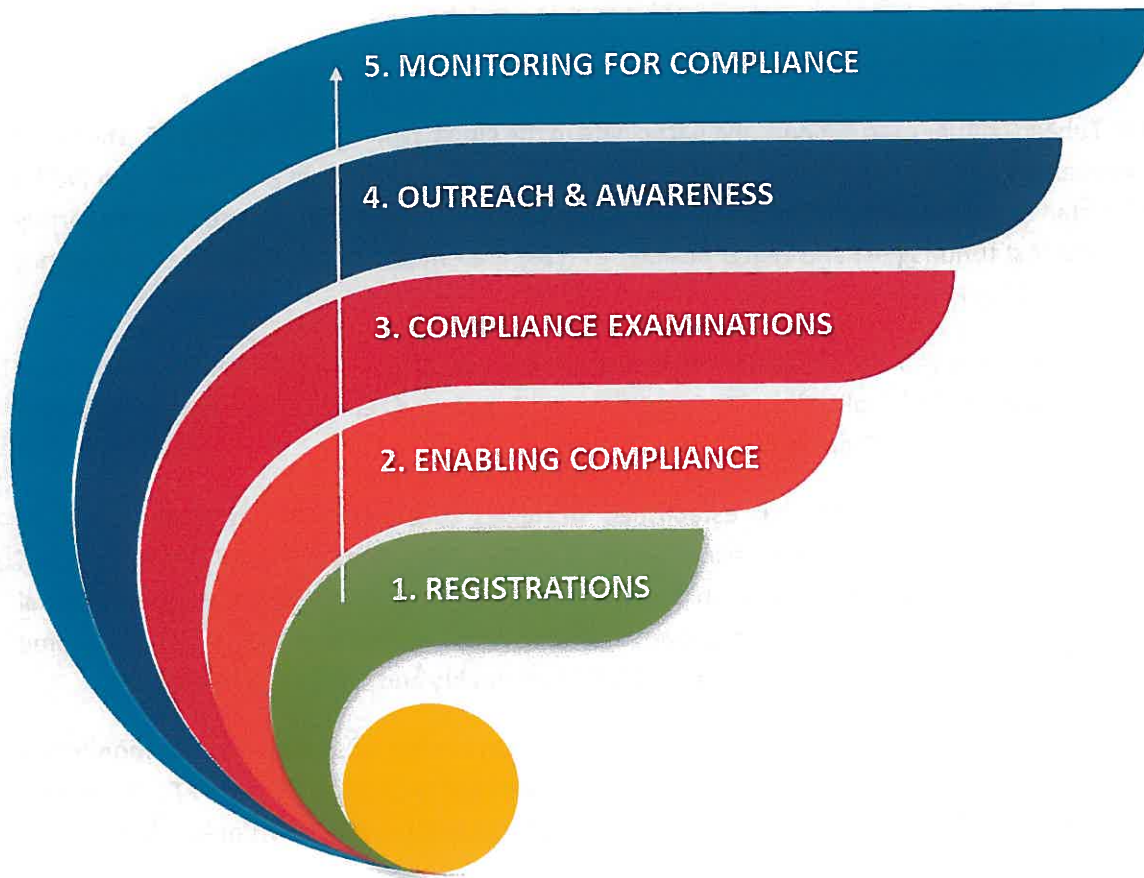 5. MONITORING FOR COMPLIANCE
4. OUTREACH & AWARENESS
3. COMPLIANCE EXAMINATIONS
2. ENABLING COMPLIANCE
1. REGISTRATIONS